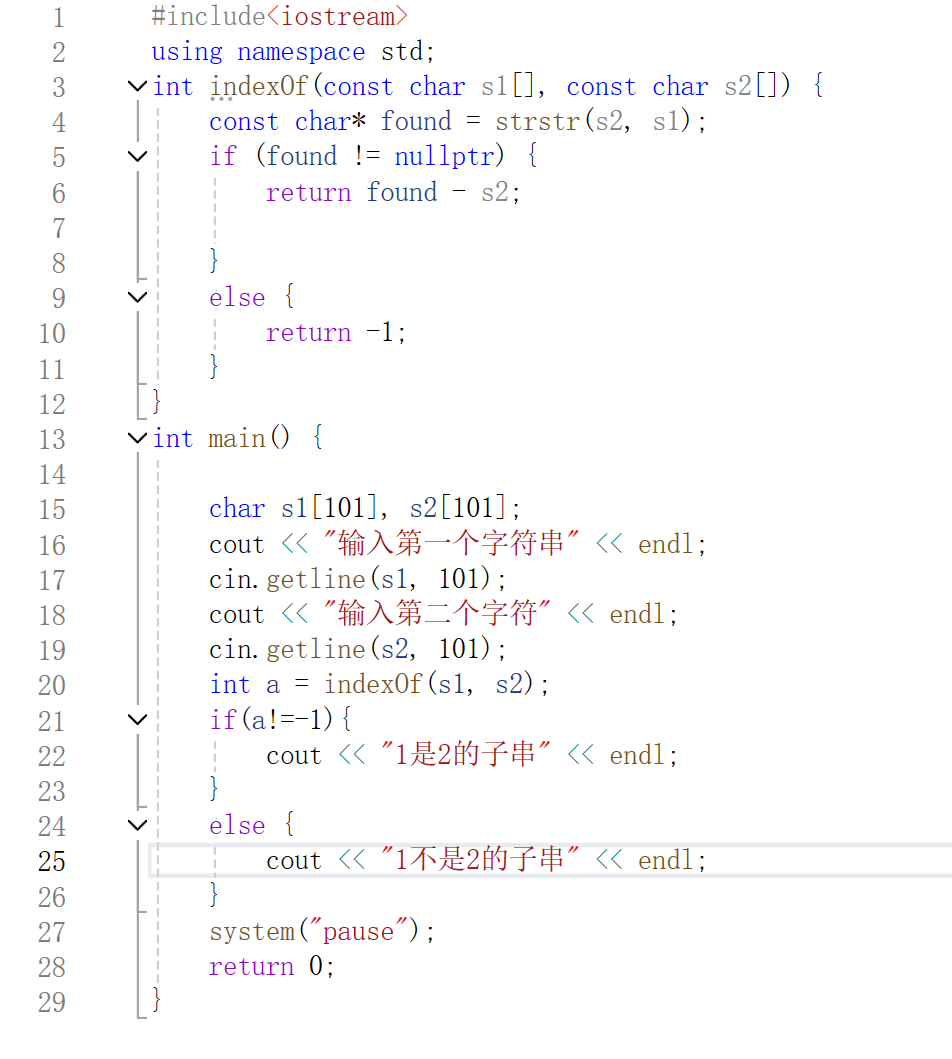 1 #include<iostream>
2 using namespace std;
3 int indexOf(const char s1[], const char s2[]) {
4     const char* found = strstr(s2, s1);
5     if (found != nullptr) {
6         return found - s2;
7
8     }
9     else {
10         return -1;
11     }
12 }
13 int main() {
14
15     char s1[101], s2[101];
16     cout << "输入第一个字符串" << endl;
17     cin.getline(s1, 101);
18     cout << "输入第二个字符" << endl;
19     cin.getline(s2, 101);
20     int a = indexOf(s1, s2);
21     if(a!=-1){
22         cout << "1是2的子串" << endl;
23     }
24     else {
25         cout << "1不是2的子串" << endl;
26     }
27     system("pause");
28     return 0;
29 }